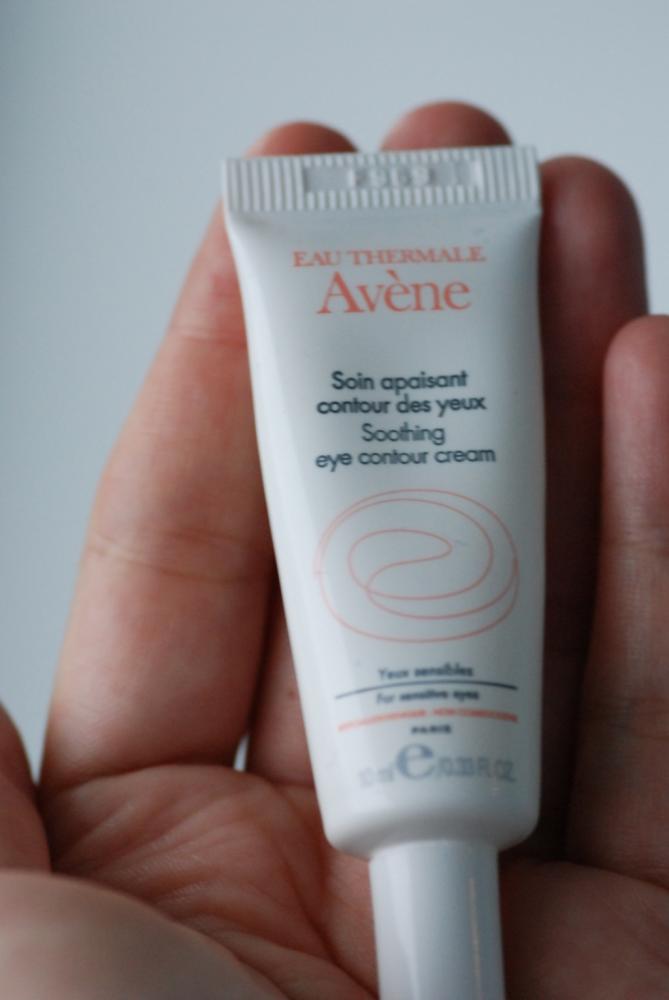 EAU THERMALE
Avène
Soin apaisant
contour des yeux
Soothing
eye contour cream
Yeux sensibles
For sensitive eyes
PARIS
10 ml e/0.33 FL.OZ.